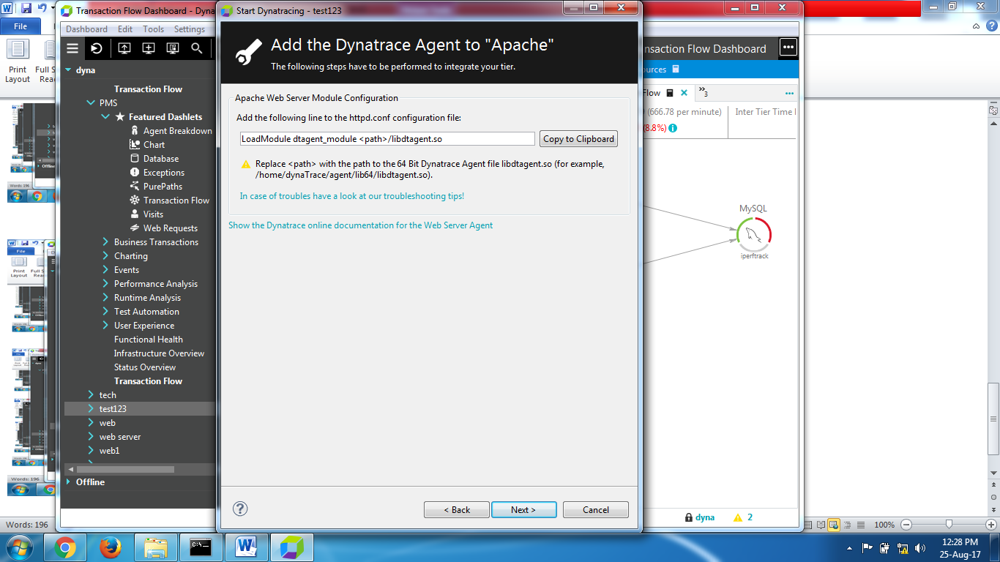 Transaction Flow Dashboard - Dyna
Start Dynatracing - test123
File
Dashboard Edit Tools Settings
Print Layout
Full S
Rea
dyna
Transaction Flow
PMS
Featured Dashlets
Agent Breakdown
Chart
Database
Exceptions
PurePaths
Transaction Flow
Visits
Web Requests
Business Transactions
Charting
Events
Performance Analysis
Runtime Analysis
Test Automation
User Experience
Functional Health
Infrastructure Overview
Status Overview
Transaction Flow
tech
test123
web
web server
web1
Offline
Add the Dynatrace Agent to "Apache"
The following steps have to be performed to integrate your tier.
Apache Web Server Module Configuration
Add the following line to the httpd.conf configuration file:
LoadModule dtagent_module <path>/libdtagent.so
Copy to Clipboard
Replace <path> with the path to the 64 Bit Dynatrace Agent file libdtagent.so (for example,
/home/dynaTrace/agent/lib64/libdtagent.so).
In case of troubles have a look at our troubleshooting tips!
Show the Dynatrace online documentation for the Web Server Agent
< Back
Next >
Cancel
nsaction Flow Dashboard
ources
Flow
3
(666.78 per minute)
Inter Tier Time
(8.8%)
MySQL
iperftrack
dyna
2
Words: 196
100%
12:28 PM
25-Aug-17